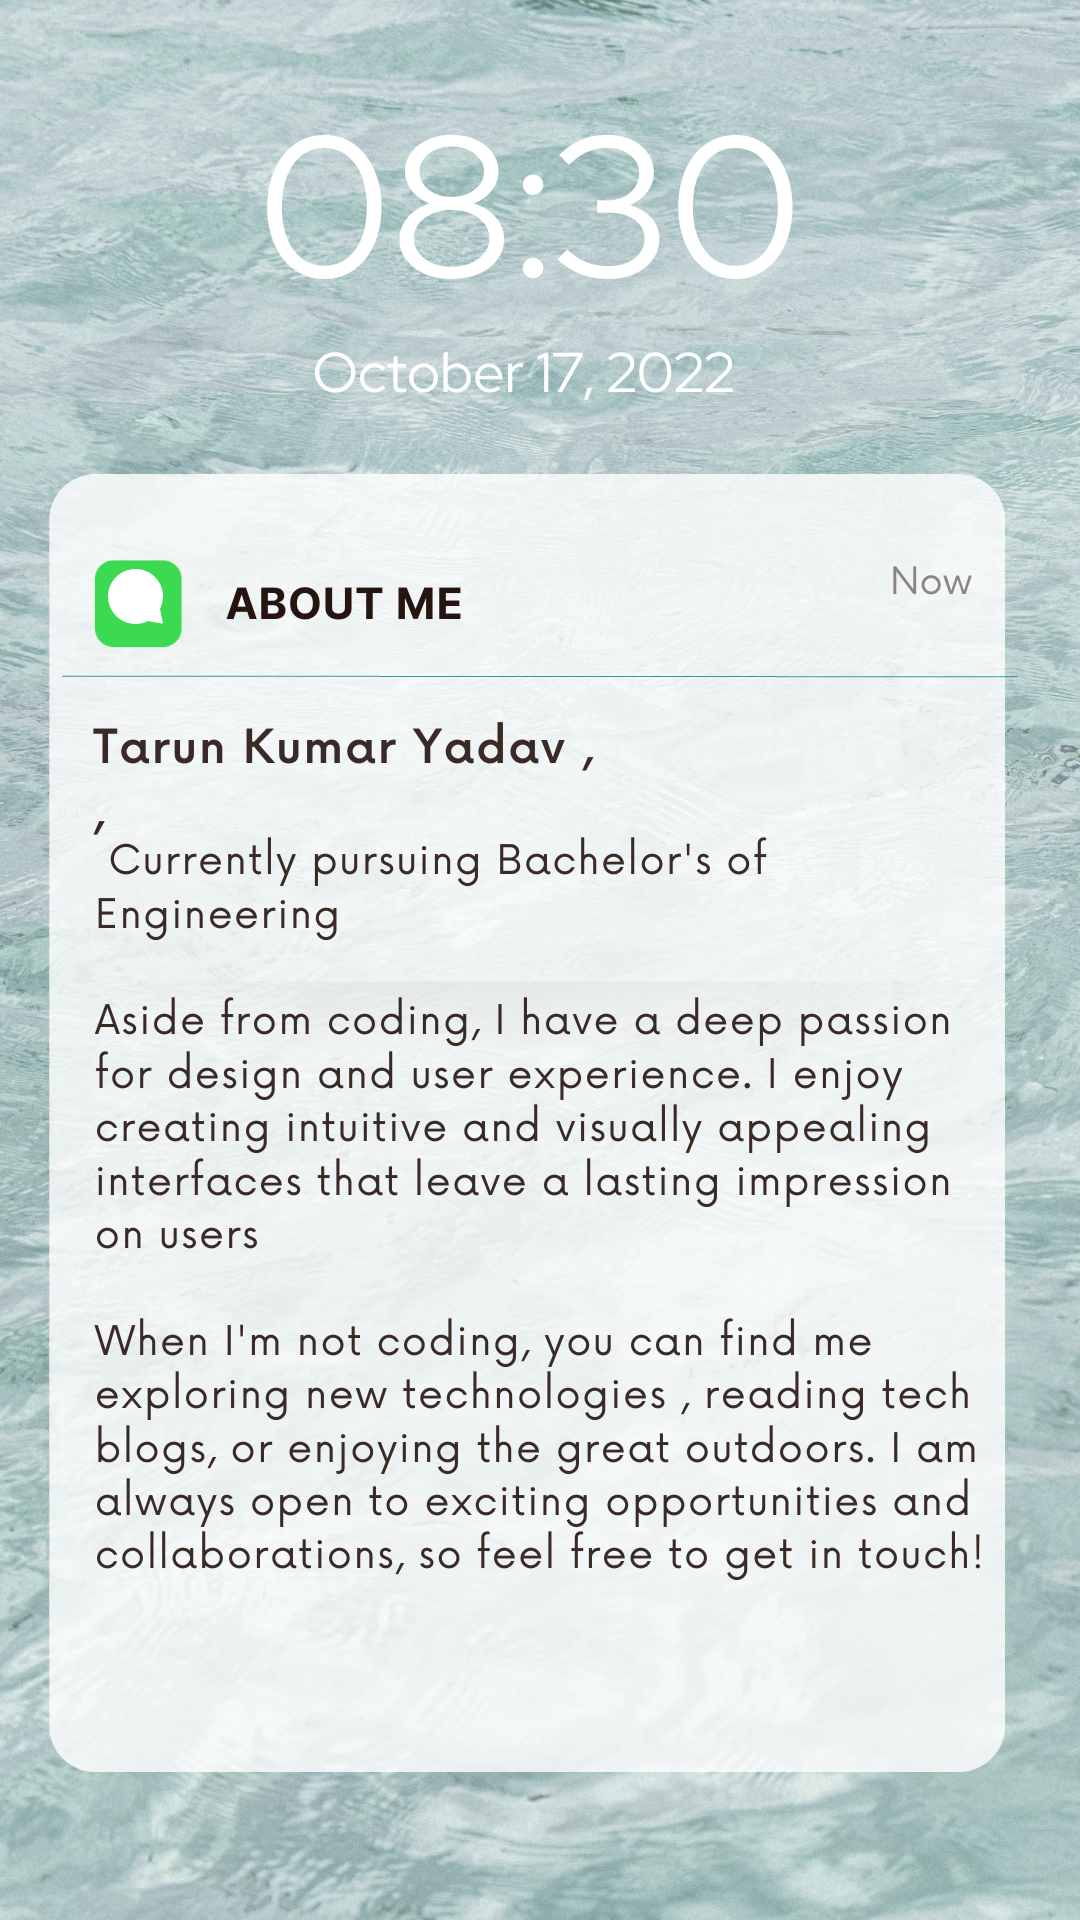 08:30
October 17, 2022
ABOUT ME
Now
Tarun Kumar Yadav ,
,
Currently pursuing Bachelor's of
Engineering
Aside from coding, I have a deep passion
for design and user experience. I enjoy
creating intuitive and visually appealing
interfaces that leave a lasting impression
on users
When I'm not coding, you can find me
exploring new technologies , reading tech
blogs, or enjoying the great outdoors. I am
always open to exciting opportunities and
collaborations, so feel free to get in touch!